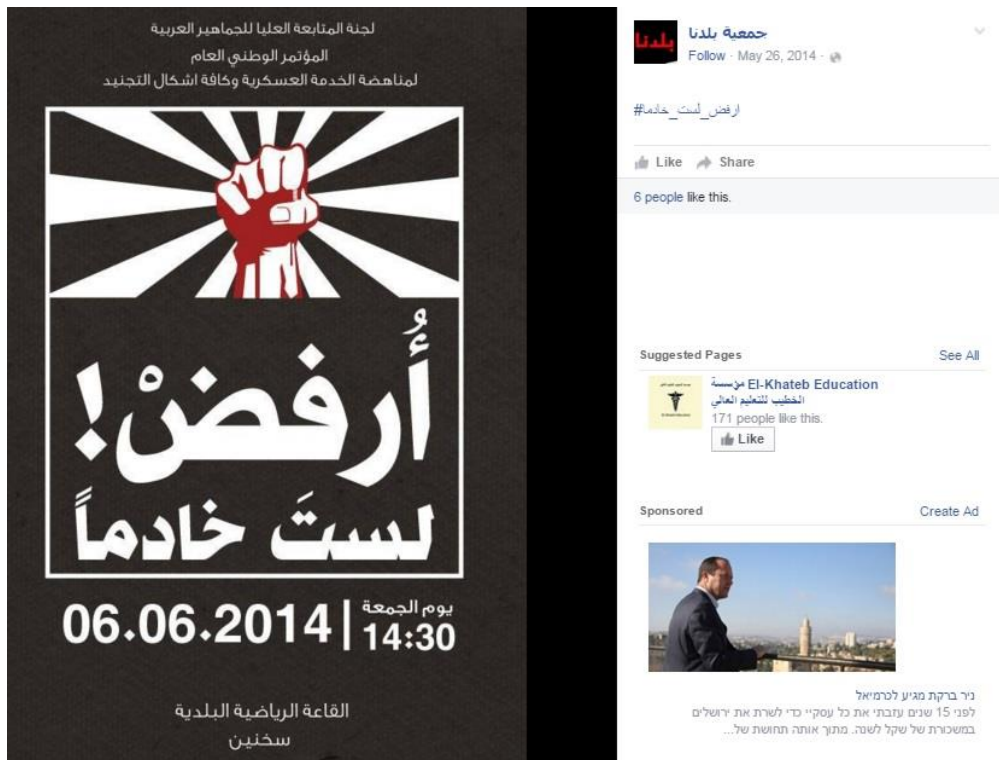 لجنة المتابعة العليا للجماهير العربية
المؤتمر الوطني العام
لمناهضة الخدمة العسكرية وكافة اشكال التجنيد
أُرفضْ!
لستَ خادماً
06.06.2014 | يوم الجمعة
14:30
القاعة الرياضية البلدية
سخنين
بلدنا
جمعية بلدنا
Follow · May 26, 2014 ·
#ارفض_لست_خادما
Like Share
6 people like this.
Suggested Pages See All
El-Khateb Education مؤسسة
الخطيب للتعليم العالي
171 people like this.
Like
Sponsored Create Ad
ניר ברקת מגיע לכרמיאל
לפני 15 שנים עזבתי את כל עסקיי כדי לשרת את ירושלים
במשכורת של שקל לשנה. מתוך אותה תחושת של...